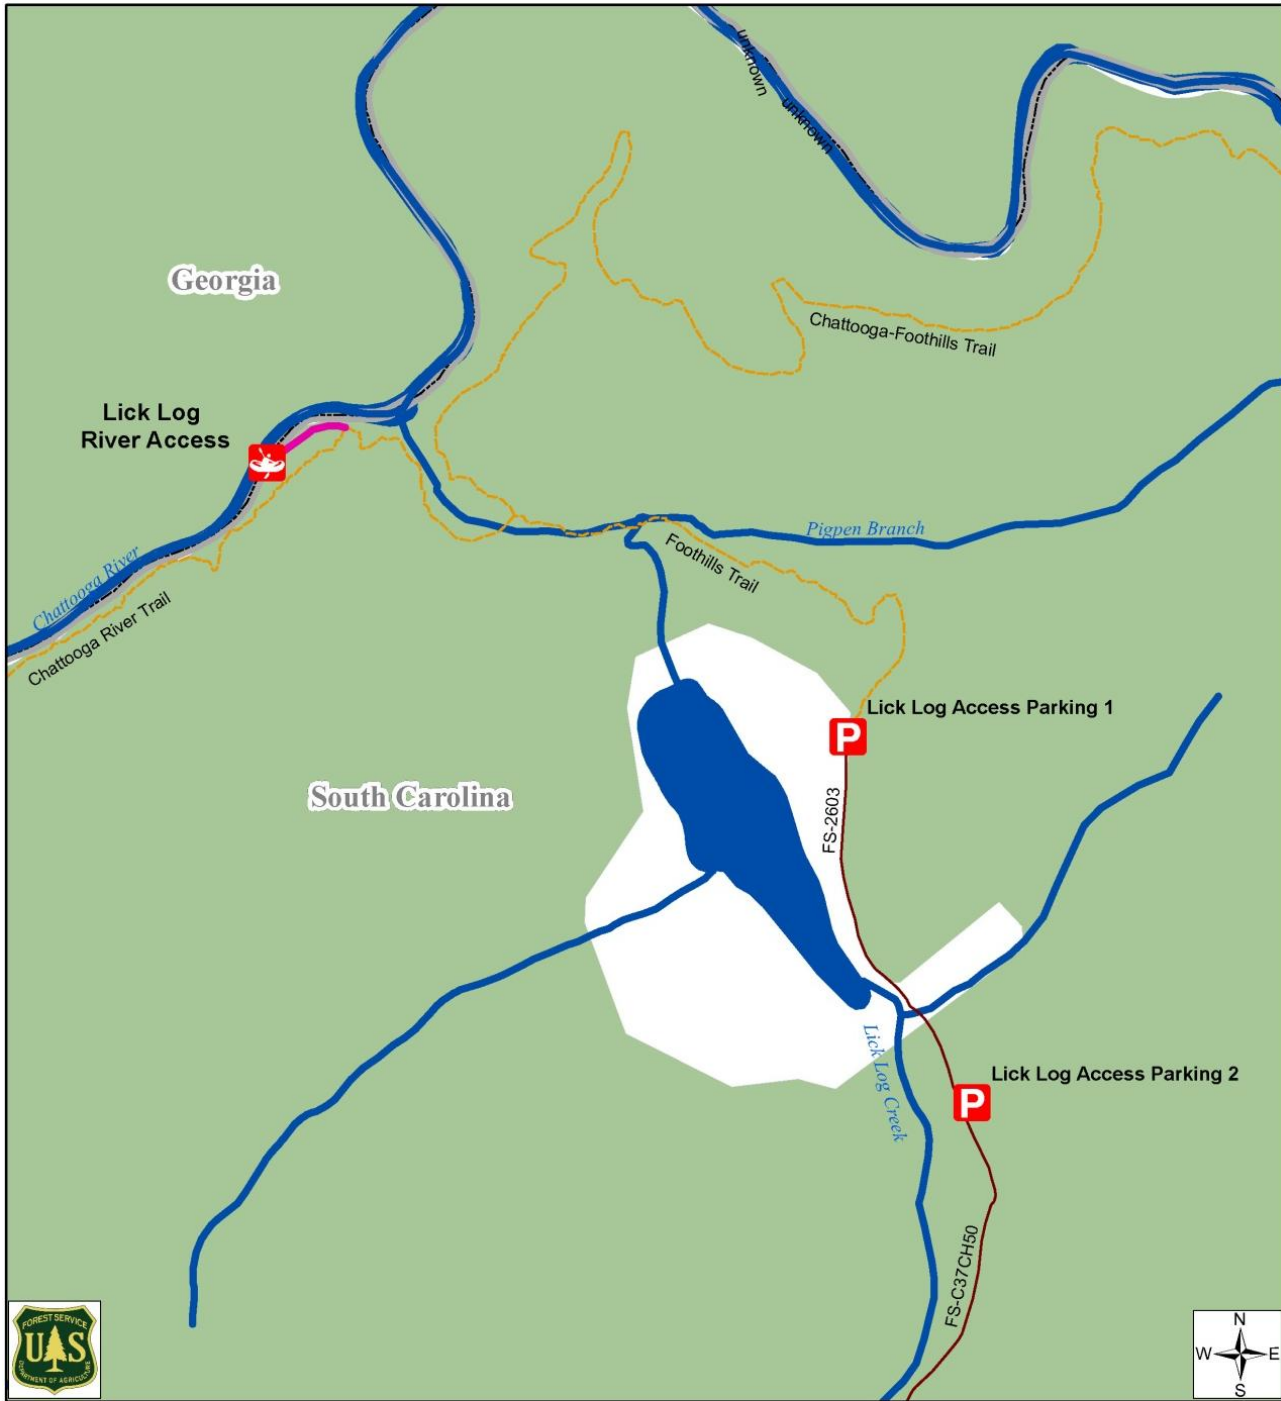 unknown
unknown
Georgia
Chattooga-Foothills Trail
Lick Log
River Access
Pigpen Branch
Foothills Trail
Chattooga River
Chattooga River Trail
Lick Log Access Parking 1
P
South Carolina
FS-2603
Lick Log Creek
Lick Log Access Parking 2
P
FS-C37CH50
FOREST SERVICE
UAS
DEPARTMENT OF AGRICULTURE
N
W E
S